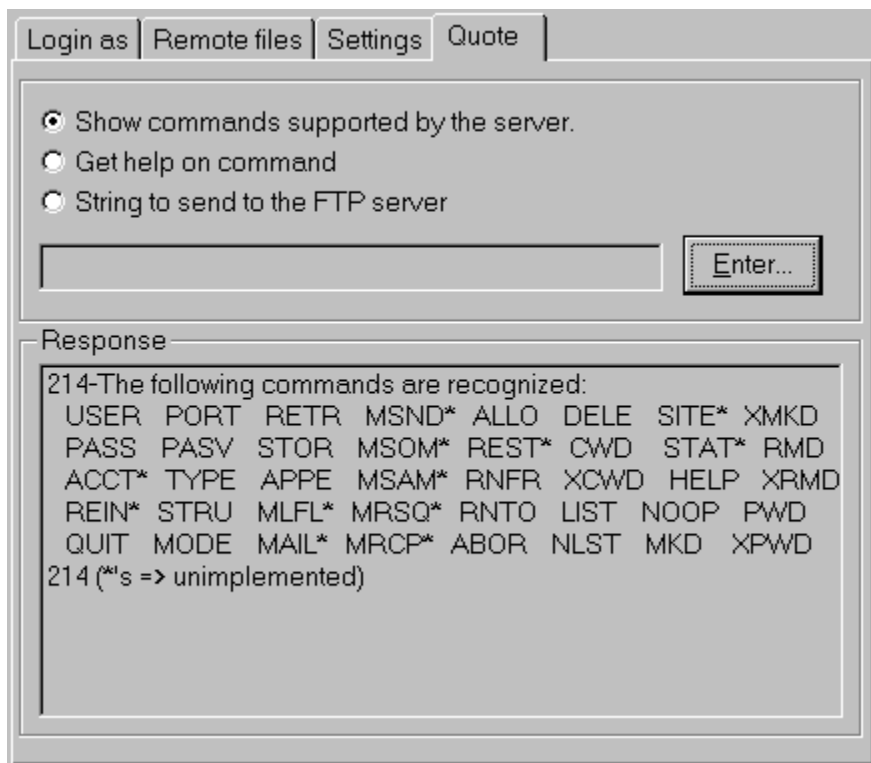 Login as Remote files Settings Quote
Show commands supported by the server.
Get help on command
String to send to the FTP server
Enter...
Response
214-The following commands are recognized:
USER PORT RETR MSND* ALLO DELE SITE* XMKD
PASS PASV STOR MSOM* REST* CWD STAT* RMD
ACCT* TYPE APPE MSAM* RNFR XCWD HELP XRMD
REIN* STRU MLFL* MRSQ* RNTO LIST NOOP PWD
QUIT MODE MAIL* MRCP* ABOR NLST MKD XPWD
214 (*'s => unimplemented)